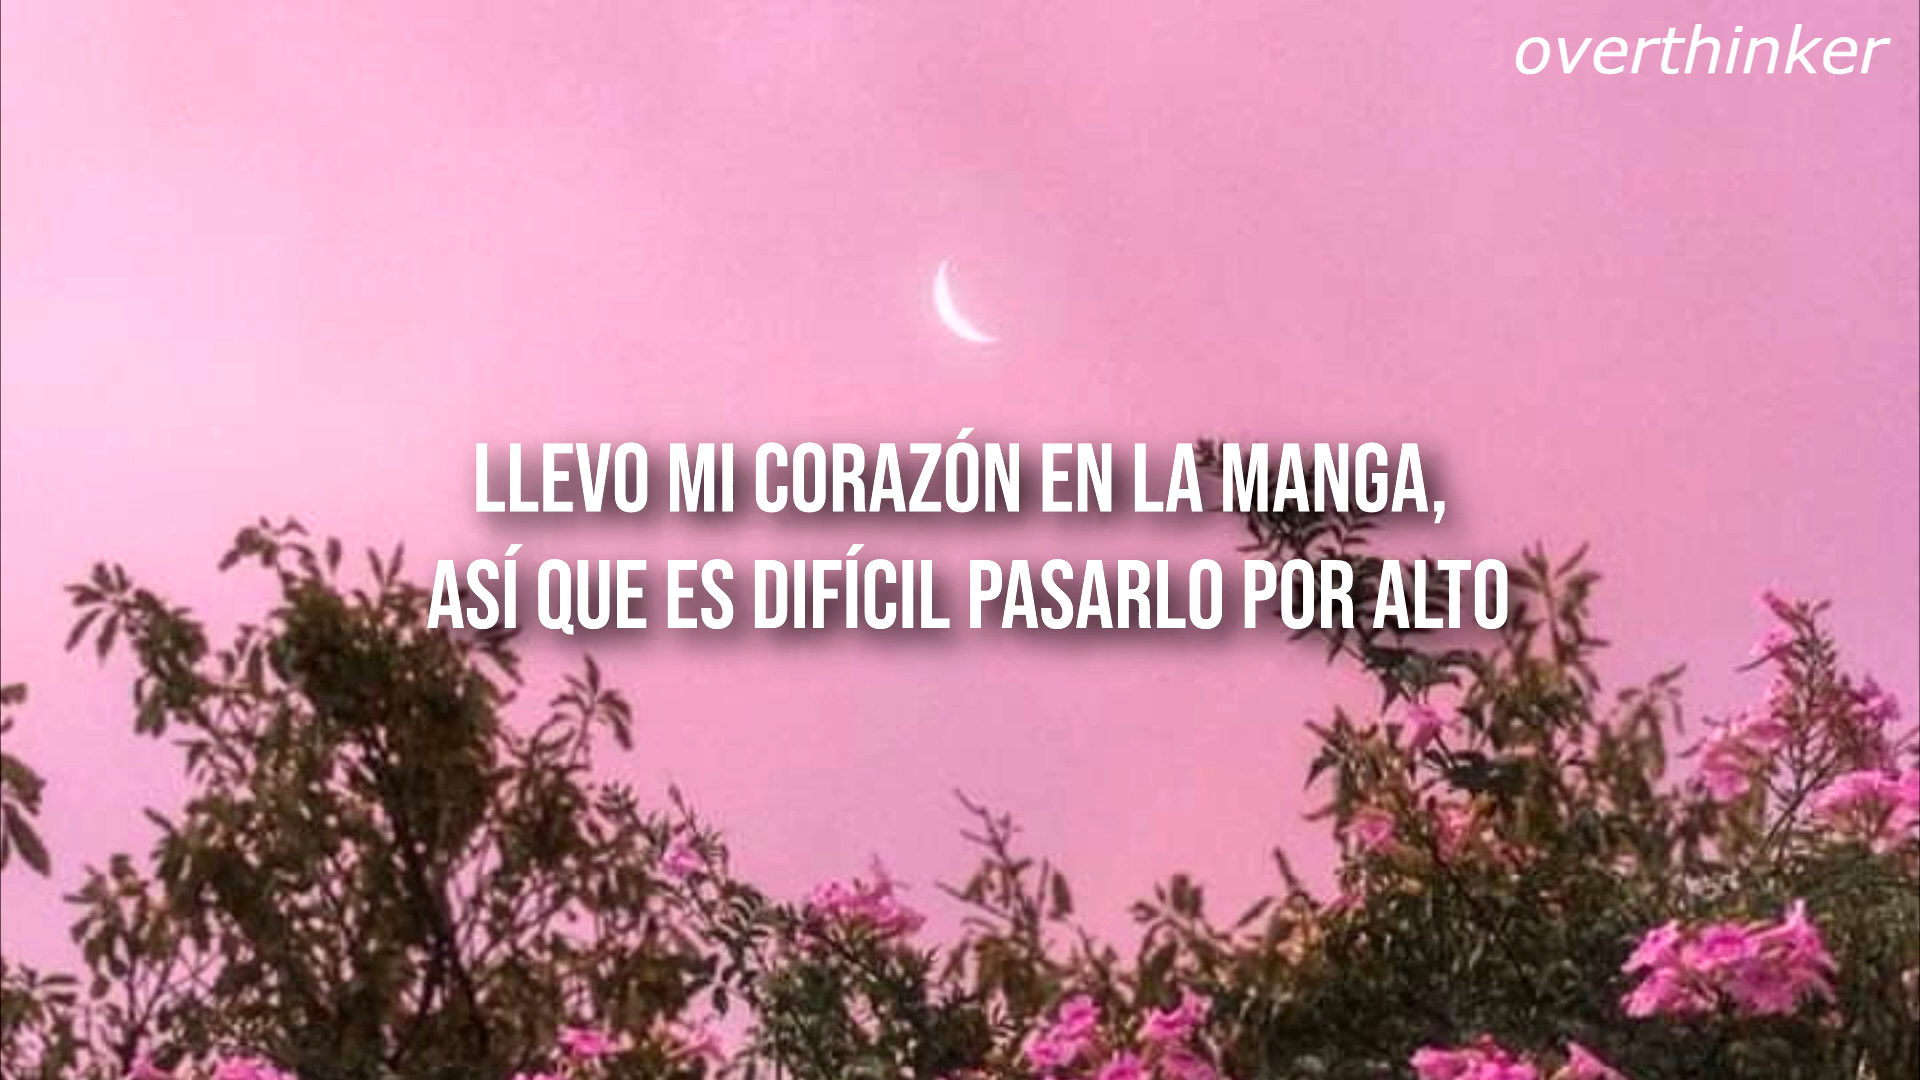 overthinker
LLEVO MI CORAZÓN EN LA MANGA,
ASÍ QUE ES DIFÍCIL PASARLO POR ALTO